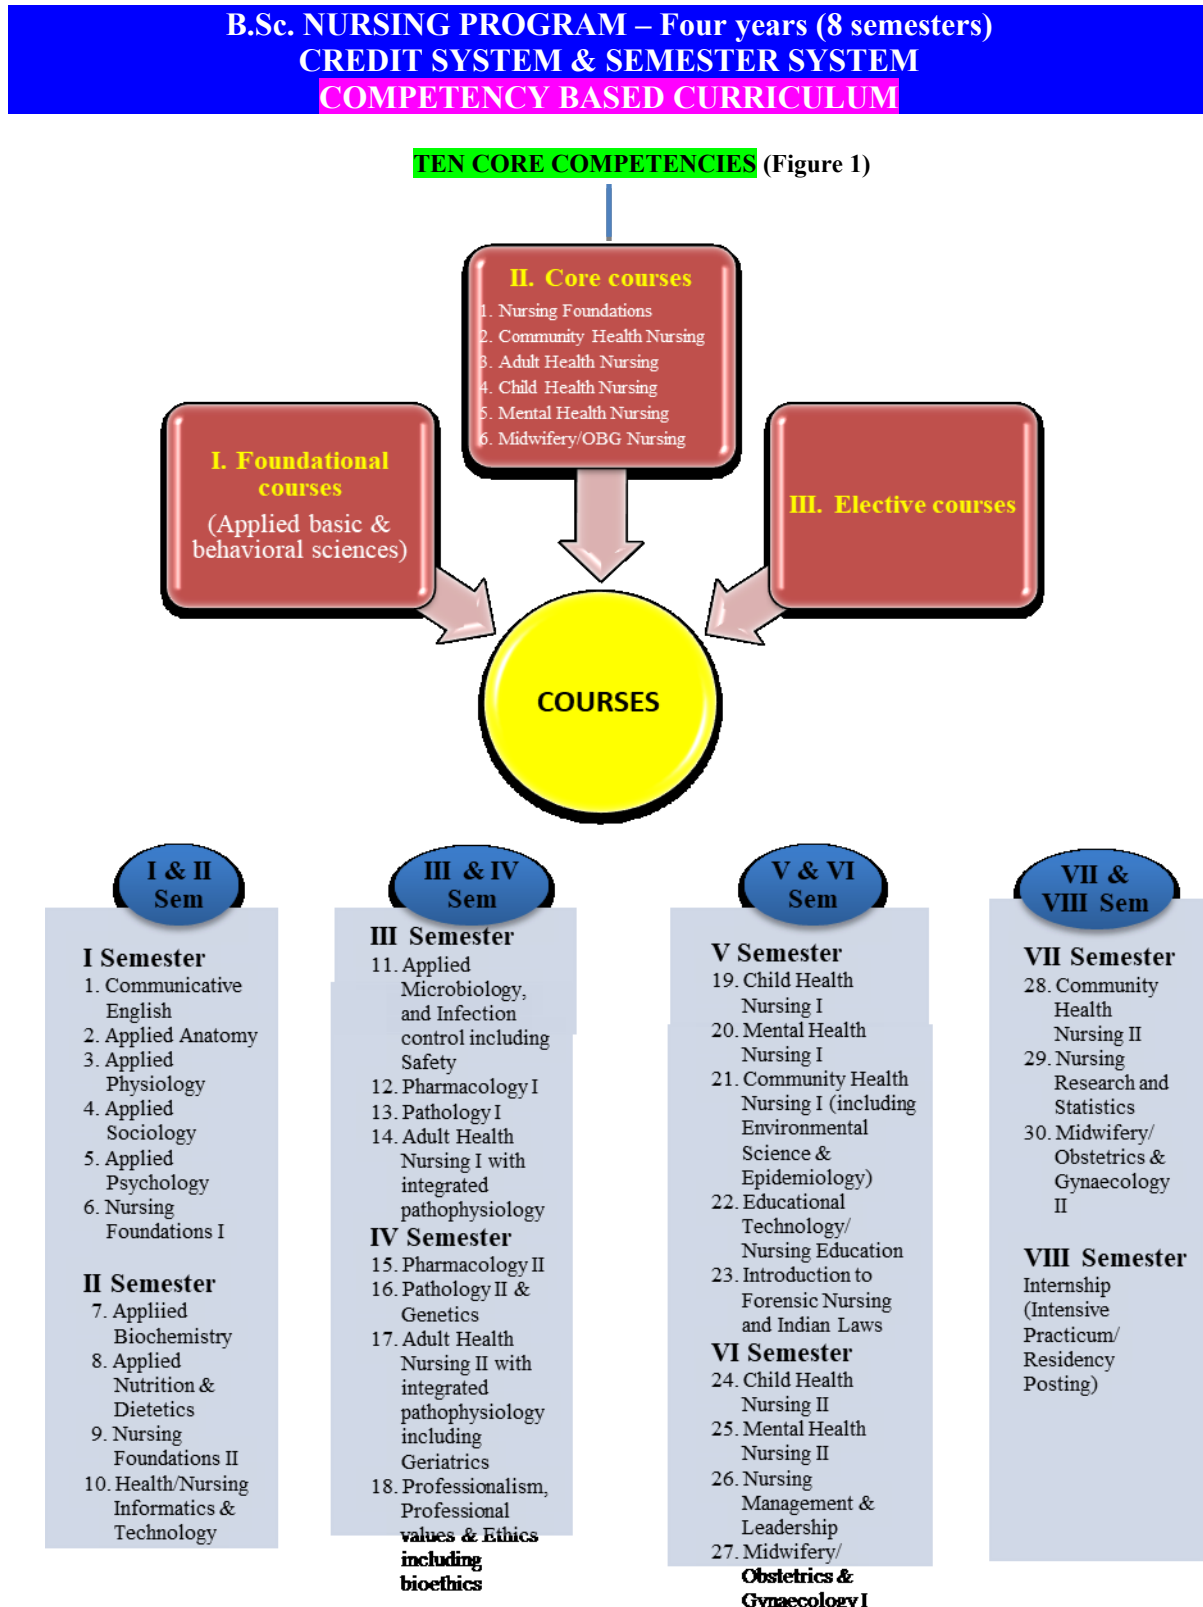 B.Sc. NURSING PROGRAM – Four years (8 semesters)
CREDIT SYSTEM & SEMESTER SYSTEM
COMPETENCY BASED CURRICULUM
TEN CORE COMPETENCIES (Figure 1)
II. Core courses
1. Nursing Foundations
2. Community Health Nursing
3. Adult Health Nursing
4. Child Health Nursing
5. Mental Health Nursing
6. Midwifery/OBG Nursing
I. Foundational
courses
(Applied basic &
behavioral sciences)
III. Elective courses
COURSES
I & II
Sem
I Semester
1. Communicative
English
2. Applied Anatomy
3. Applied
Physiology
4. Applied
Sociology
5. Applied
Psychology
6. Nursing
Foundations I
II Semester
7. Appliied
Biochemistry
8. Applied
Nutrition &
Dietetics
9. Nursing
Foundations II
10. Health/Nursing
Informatics &
Technology
III & IV
Sem
III Semester
11. Applied
Microbiology,
and Infection
control including
Safety
12. Pharmacology I
13. Pathology I
14. Adult Health
Nursing I with
integrated
pathophysiology
IV Semester
15. Pharmacology II
16. Pathology II &
Genetics
17. Adult Health
Nursing II with
integrated
pathophysiology
including
Geriatrics
18. Professionalism,
Professional
values & Ethics
including
bioethics
V & VI
Sem
V Semester
19. Child Health
Nursing I
20. Mental Health
Nursing I
21. Community Health
Nursing I (including
Environmental
Science &
Epidemiology)
22. Educational
Technology/
Nursing Education
23. Introduction to
Forensic Nursing
and Indian Laws
VI Semester
24. Child Health
Nursing II
25. Mental Health
Nursing II
26. Nursing
Management &
Leadership
27. Midwifery/
Obstetrics &
Gynaecology I
VII &
VIII Sem
VII Semester
28. Community
Health
Nursing II
29. Nursing
Research and
Statistics
30. Midwifery/
Obstetrics &
Gynaecology
II
VIII Semester
Internship
(Intensive
Practicum/
Residency
Posting)